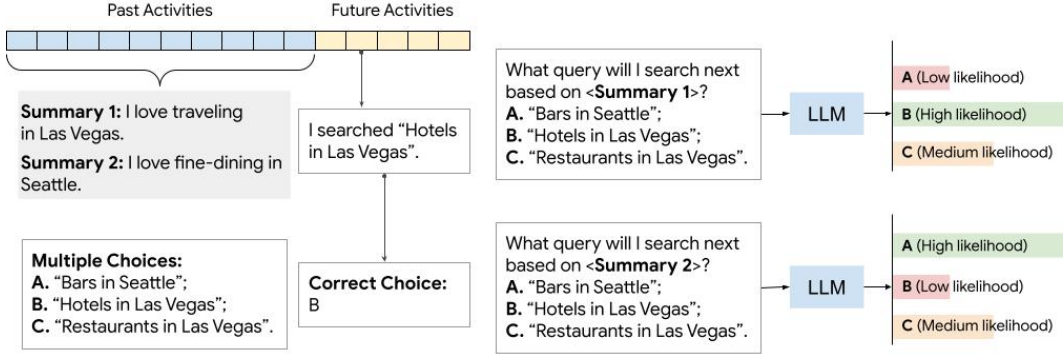 Past Activities
Future Activities
Summary 1: I love traveling
in Las Vegas.
Summary 2: I love fine-dining in
Seattle.
I searched “Hotels
in Las Vegas”.
Multiple Choices:
A. “Bars in Seattle”;
B. “Hotels in Las Vegas”;
C. “Restaurants in Las Vegas”.
Correct Choice:
B
What query will I search next
based on <Summary 1>?
A. “Bars in Seattle”;
B. “Hotels in Las Vegas”;
C. “Restaurants in Las Vegas”.
LLM
A (Low likelihood)
B (High likelihood)
C (Medium likelihood)
What query will I search next
based on <Summary 2>?
A. “Bars in Seattle”;
B. “Hotels in Las Vegas”;
C. “Restaurants in Las Vegas”.
LLM
A (High likelihood)
B (Low likelihood)
C (Medium likelihood)